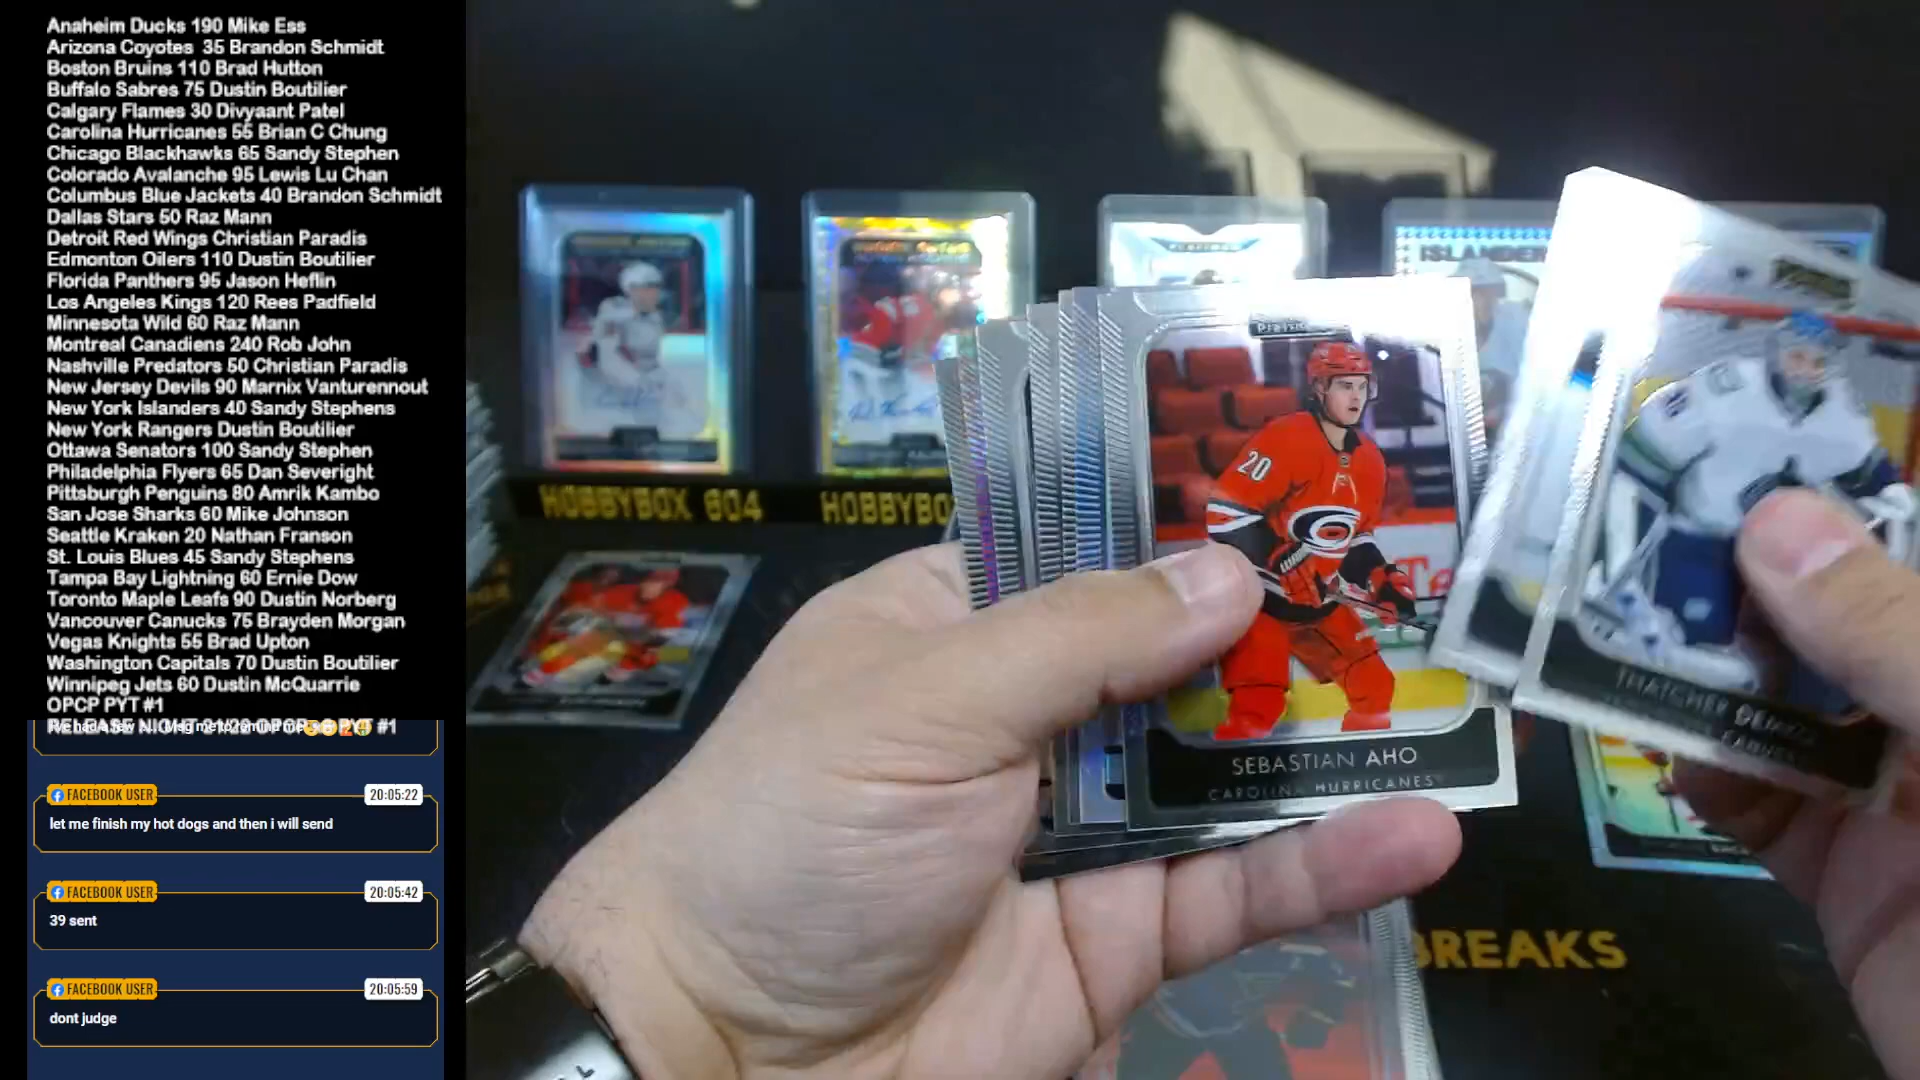 Anaheim Ducks 190 Mike Ess
Arizona Coyotes 35 Brandon Schmidt
Boston Bruins 110 Brad Hutton
Buffalo Sabres 75 Dustin Boutilier
Calgary Flames 30 Divyaant Patel
Carolina Hurricanes 55 Brian C Chung
Chicago Blackhawks 65 Sandy Stephen
Colorado Avalanche 95 Lewis Lu Chan
Columbus Blue Jackets 40 Brandon Schmidt
Dallas Stars 50 Raz Mann
Detroit Red Wings Christian Paradis
Edmonton Oilers 110 Dustin Boutilier
Florida Panthers 95 Jason Heflin
Los Angeles Kings 120 Rees Padfield
Minnesota Wild 60 Raz Mann
Montreal Canadiens 240 Rob John
Nashville Predators 50 Christian Paradis
New Jersey Devils 90 Marnix Vanturennout
New York Islanders 40 Sandy Stephens
New York Rangers Dustin Boutilier
Ottawa Senators 100 Sandy Stephen
Philadelphia Flyers 65 Dan Severight
Pittsburgh Penguins 80 Amrik Kambo
San Jose Sharks 60 Mike Johnson
Seattle Kraken 20 Nathan Franson
St. Louis Blues 45 Sandy Stephens
Tampa Bay Lightning 60 Ernie Dow
Toronto Maple Leafs 90 Dustin Norberg
Vancouver Canucks 75 Brayden Morgan
Vegas Knights 55 Brad Upton
Washington Capitals 70 Dustin Boutilier
Winnipeg Jets 60 Dustin McQuarrie
OPCP PYT #1
RELEASE NIGHT 21/22 OPCP PYT #1
FACEBOOK USER 20:05:22
let me finish my hot dogs and then i will send
FACEBOOK USER 20:05:42
39 sent
FACEBOOK USER 20:05:59
dont judge
ISLANDER
HOBBYBOX 604
HOBBYBO
20
SEBASTIAN AHO
CAROLINA HURRICANES
THATCHER DEMKO
BREAKS